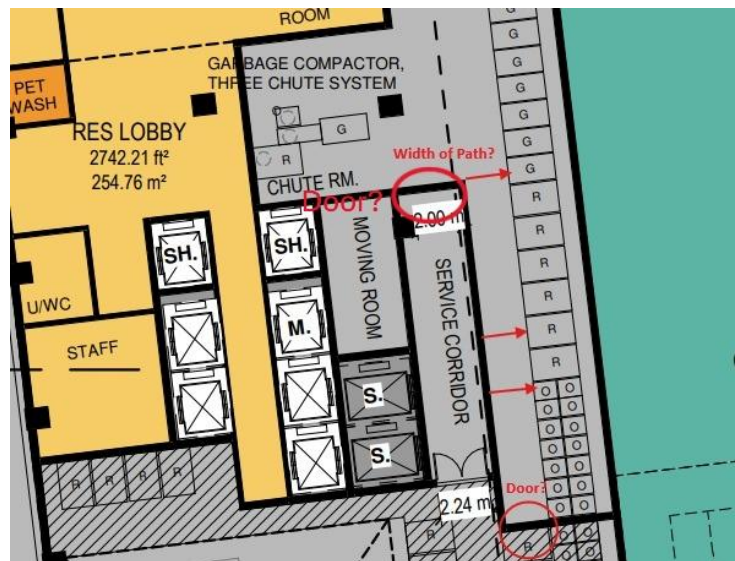 ROOM
GARBAGE COMPACTOR,
THREE CHUTE SYSTEM
PET
WASH
RES LOBBY
2742.21 ft²
254.76 m²
G
R
CHUTE RM.
Width of Path?
Door?
2.00 m
G
G
G
G
G
G
G
R
R
R
R
R
R
SH.
SH.
MOVING ROOM
SERVICE CORRIDOR
U/WC
M.
STAFF
S.
S.
O O
O O
O O
O O
O O
O O
O O
O O
O O
R R R R
2.24 m
Door?
R
R
O O